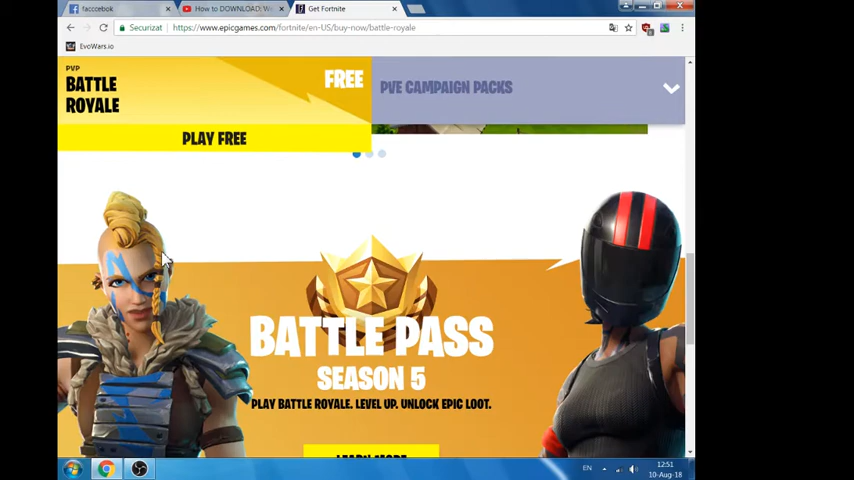 facccebok
How to DOWNLOAD: W
Get Fortnite
Securizat
https://www.epicgames.com/fortnite/en-US/buy-now/battle-royale
EvoWars.io
PVP
BATTLE
ROYALE
FREE
PVE CAMPAIGN PACKS
PLAY FREE
BATTLE PASS
SEASON 5
PLAY BATTLE ROYALE. LEVEL UP. UNLOCK EPIC LOOT.
LEARN MORE
EN
12:51
10-Aug-18